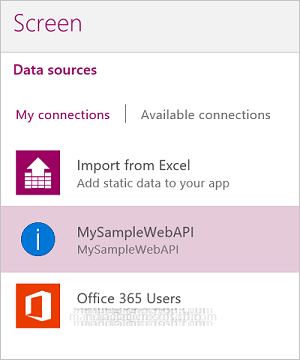 Screen
Data sources
My connections Available connections
Import from Excel
Add static data to your app
MySampleWebAPI
MySampleWebAPI
Office 365 Users